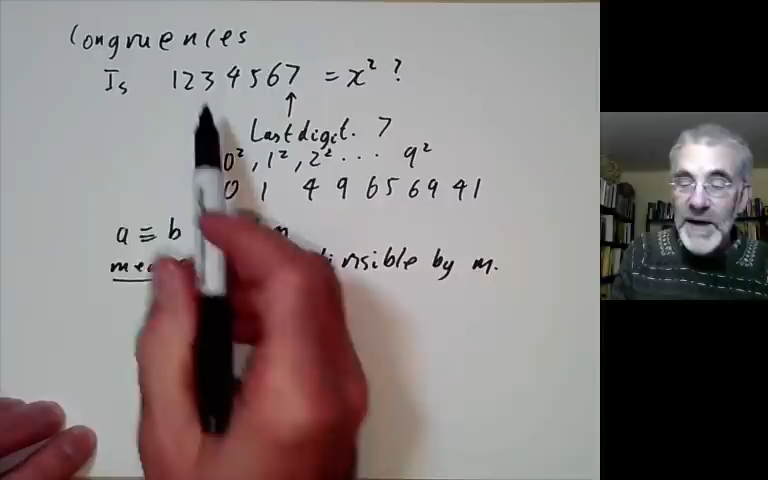 Congruences
Is 1234567 = x² ?
↑
Last digit. 7
0², 1², 2² ... 9²
0 1 4 9 6 5 6 9 4 1
a ≡ b m
divisible by m.